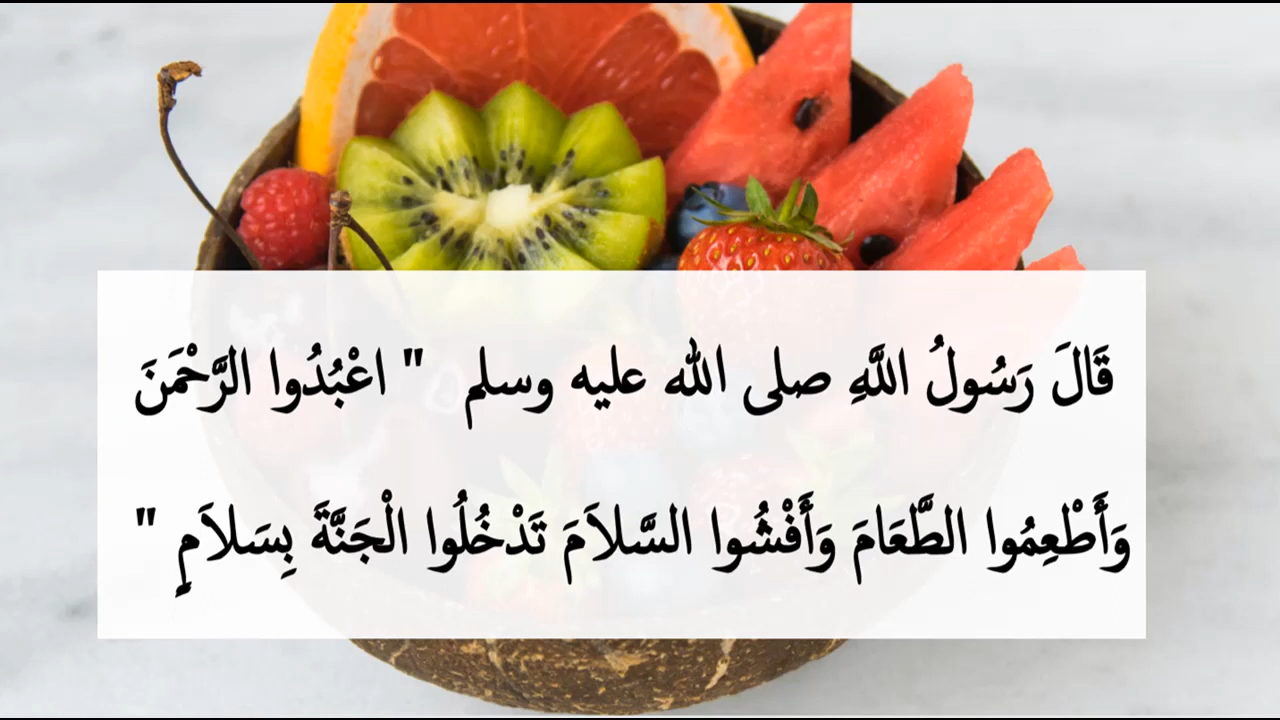 قَالَ رَسُولُ اللَّهِ صلى الله عليه وسلم " اعْبُدُوا الرَّحْمَنَ
وَأَطْعِمُوا الطَّعَامَ وَأَفْشُوا السَّلاَمَ تَدْخُلُوا الْجَنَّةَ بِسَلاَمٍ "